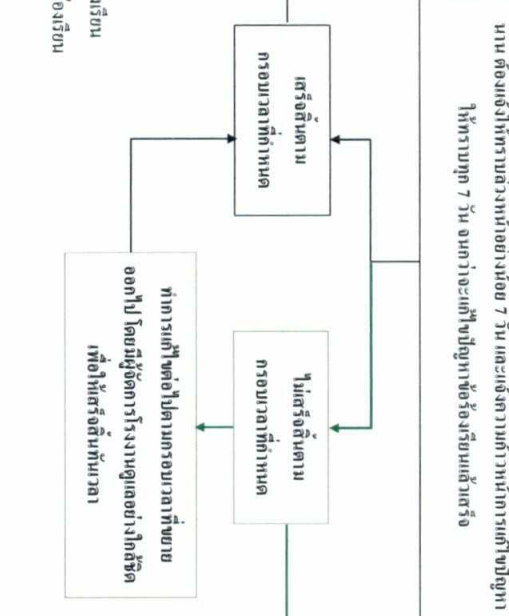 นาน ต้องแจ้งให้ทราบล่วงหน้าอย่างน้อย 7 วัน และแจ้งความก้าวหน้าการแก้ไขปัญหา
ให้ทราบทุก 7 วัน จนกว่าจะแก้ไขปัญหาข้อร้องเรียนแล้วเสร็จ
เสร็จสิ้นตาม
กรอบเวลาที่กำหนด
ไม่เสร็จสิ้นตาม
กรอบเวลาที่กำหนด
ทำการแก้ไขต่อไปตามกรอบเวลาที่ขยาย
ออกไป โดยมีผู้จัดการโรงงานดูแลอย่างใกล้ชิด
เพื่อให้เสร็จสิ้นทันเวลา